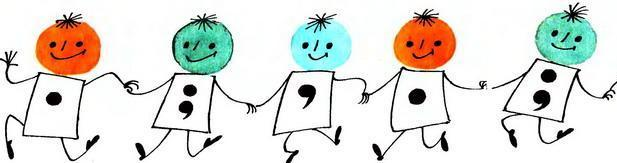 . ; , . ;